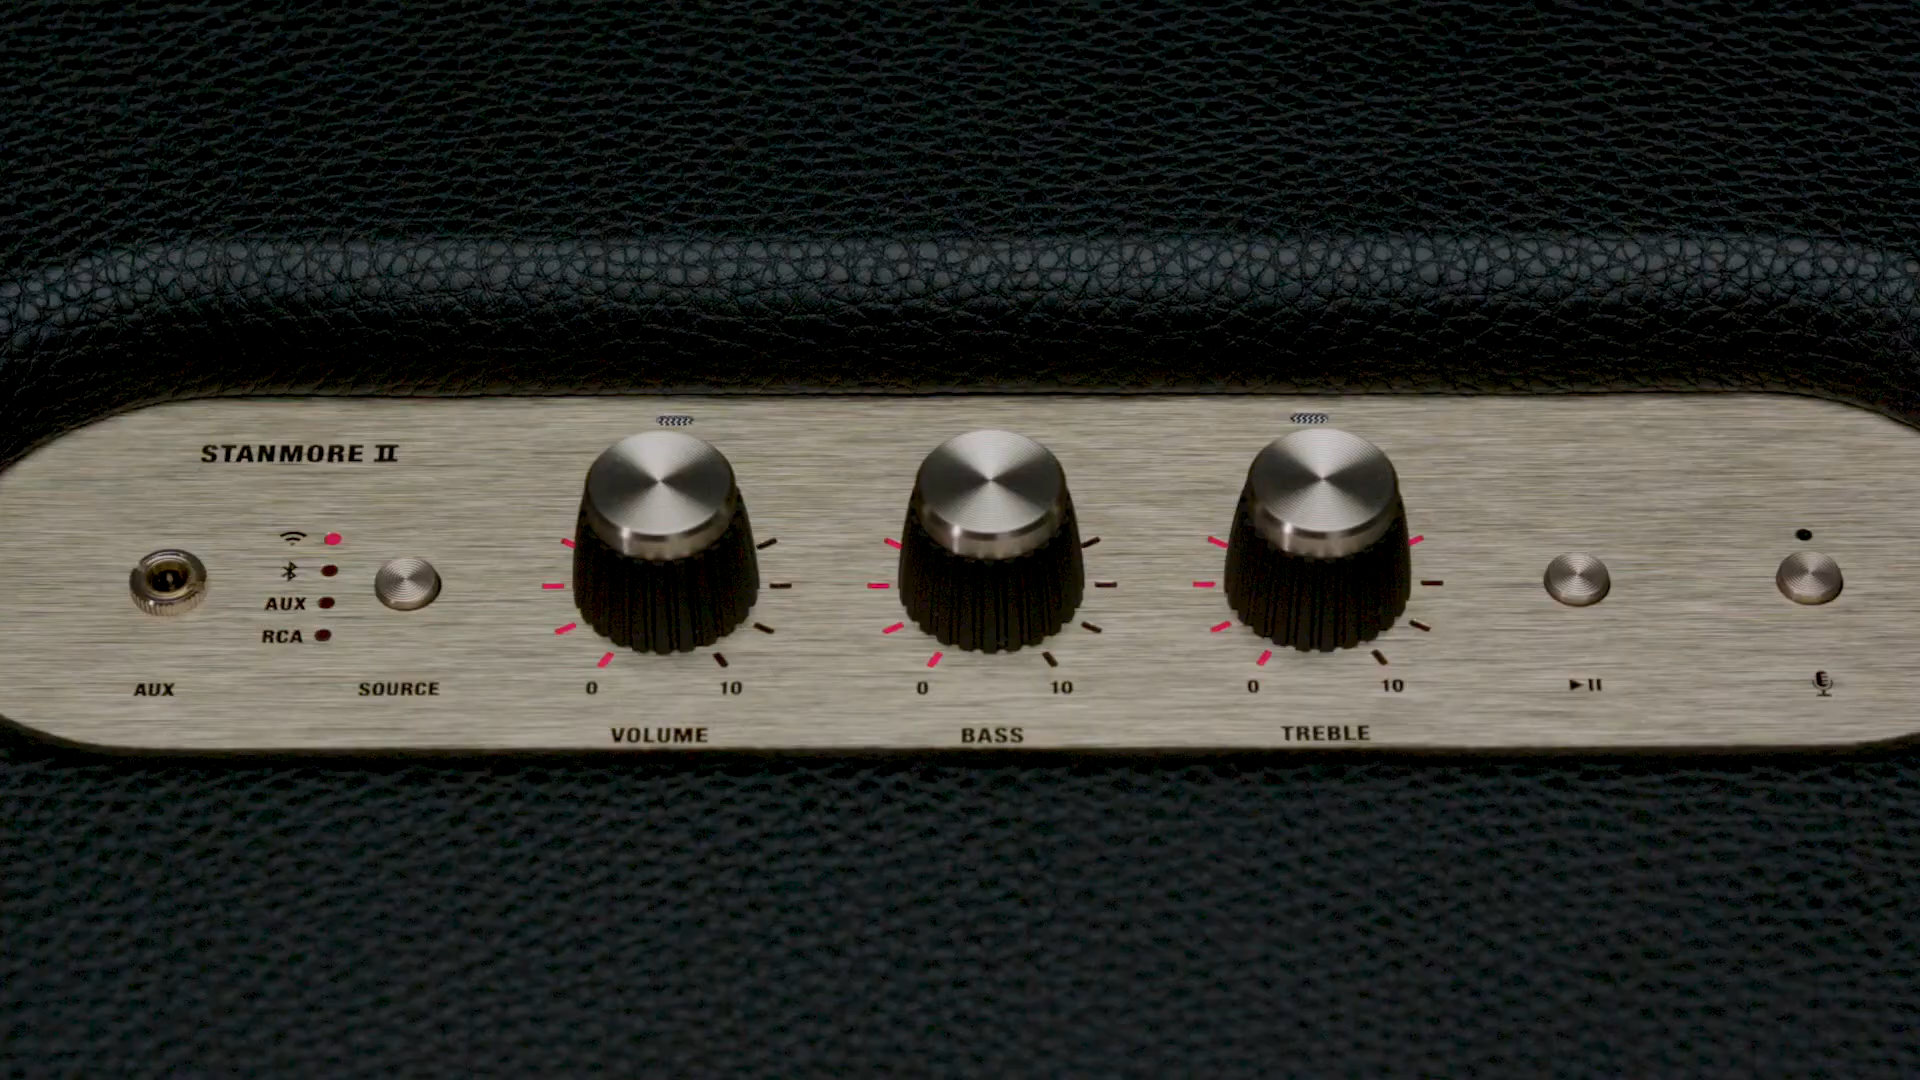 STANMORE II
AUX
RCA
AUX
SOURCE
0
10
VOLUME
0
10
BASS
0
10
TREBLE